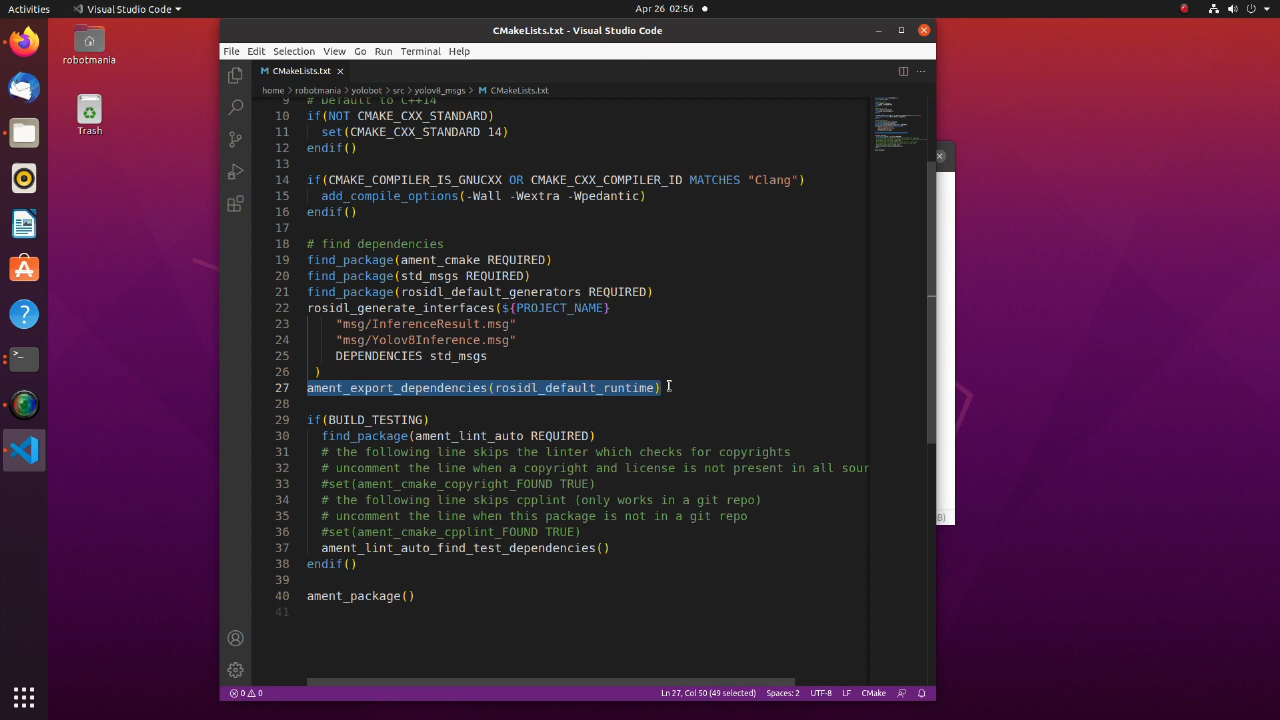 Activities
Visual Studio Code
Apr 26 02:56
robotmania
Trash
CMakeLists.txt - Visual Studio Code
File Edit Selection View Go Run Terminal Help
M CMakeLists.txt
home > robotmania > yolobot > src > yolov8_msgs > M CMakeLists.txt
9 # Default to C++14
10 if(NOT CMAKE_CXX_STANDARD)
11 set(CMAKE_CXX_STANDARD 14)
12 endif()
13
14 if(CMAKE_COMPILER_IS_GNUCXX OR CMAKE_CXX_COMPILER_ID MATCHES "Clang")
15 add_compile_options(-Wall -Wextra -Wpedantic)
16 endif()
17
18 # find dependencies
19 find_package(ament_cmake REQUIRED)
20 find_package(std_msgs REQUIRED)
21 find_package(rosidl_default_generators REQUIRED)
22 rosidl_generate_interfaces(${PROJECT_NAME}
23 "msg/InferenceResult.msg"
24 "msg/Yolov8Inference.msg"
25 DEPENDENCIES std_msgs
26 )
27 ament_export_dependencies(rosidl_default_runtime)
28
29 if(BUILD_TESTING)
30 find_package(ament_lint_auto REQUIRED)
31 # the following line skips the linter which checks for copyrights
32 # uncomment the line when a copyright and license is not present in all sour
33 #set(ament_cmake_copyright_FOUND TRUE)
34 # the following line skips cpplint (only works in a git repo)
35 # uncomment the line when this package is not in a git repo
36 #set(ament_cmake_cpplint_FOUND TRUE)
37 ament_lint_auto_find_test_dependencies()
38 endif()
39
40 ament_package()
41
0 0
Ln 27, Col 50 (49 selected) Spaces: 2 UTF-8 LF CMake